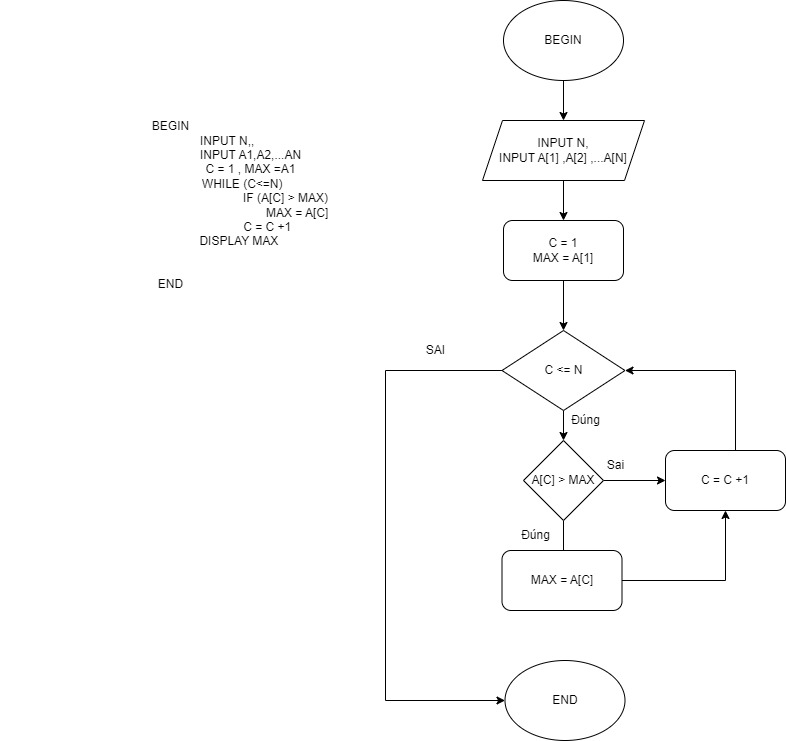 BEGIN
INPUT N,,
INPUT A1,A2,...AN
C = 1 , MAX =A1
WHILE (C<=N)
IF (A[C] > MAX)
MAX = A[C]
C = C +1
DISPLAY MAX
END
BEGIN
INPUT N,
INPUT A[1] ,A[2] ,...A[N]
C = 1
MAX = A[1]
SAI
C <= N
Đúng
A[C] > MAX
Sai
C = C +1
Đúng
MAX = A[C]
END